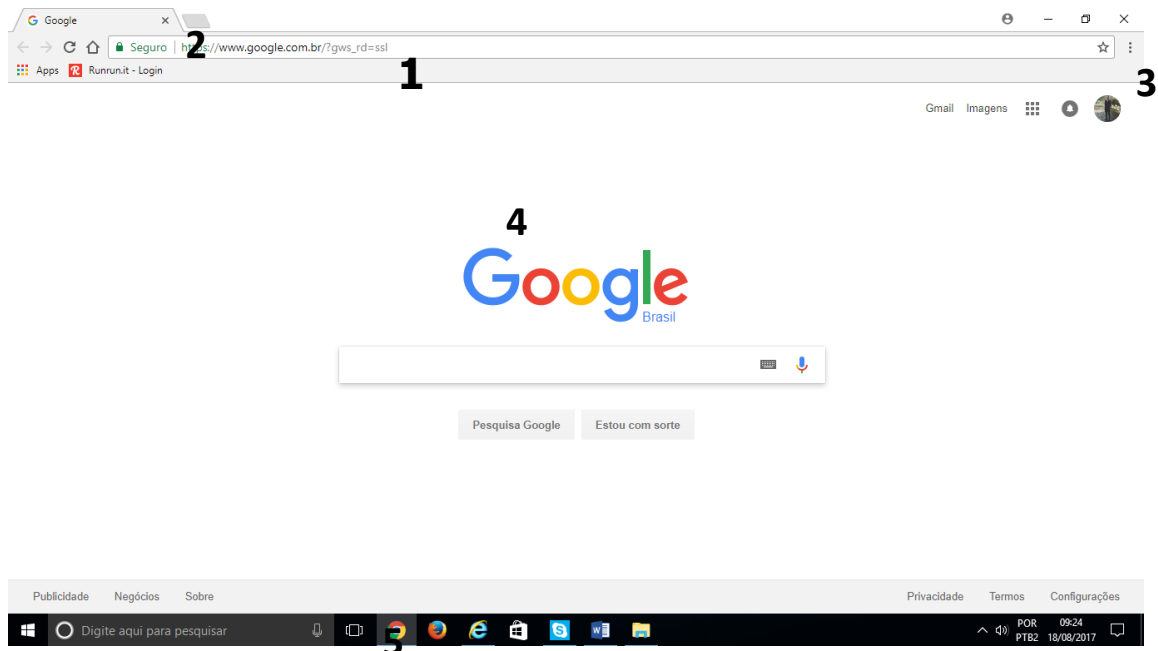 Google
2
Seguro | https://www.google.com.br/?gws_rd=ssl
Apps Runrun.it - Login
1
3
Gmail Imagens
4
Google
Brasil
Pesquisa Google Estou com sorte
Publicidade Negócios Sobre Privacidade Termos Configurações
Digite aqui para pesquisar
POR 09:24
PTB2 18/08/2017